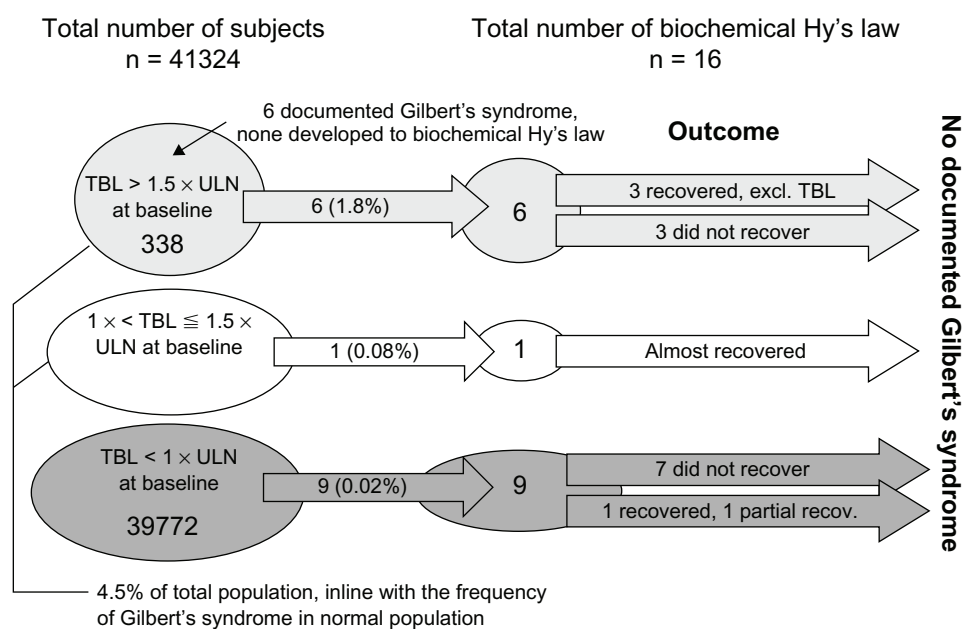 Total number of subjects
n = 41324
Total number of biochemical Hy's law
n = 16
6 documented Gilbert's syndrome,
none developed to biochemical Hy's law
Outcome
TBL > 1.5 × ULN
at baseline
338
6 (1.8%)
6
3 recovered, excl. TBL
3 did not recover
1 × < TBL ≦ 1.5 ×
ULN at baseline
1 (0.08%)
1
Almost recovered
TBL < 1 × ULN
at baseline
39772
9 (0.02%)
9
7 did not recover
1 recovered, 1 partial recov.
No documented Gilbert's syndrome
4.5% of total population, inline with the frequency
of Gilbert's syndrome in normal population